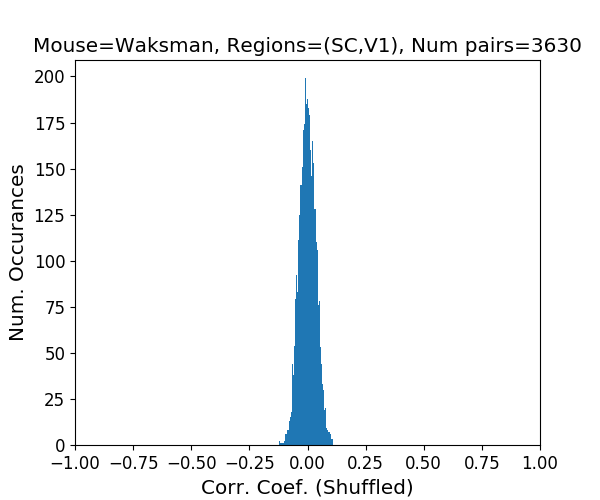 Mouse=Waksman, Regions=(SC,V1), Num pairs=3630
200
175
150
125
100
75
50
25
0
Num. Occurances
−1.00 −0.75 −0.50 −0.25 0.00 0.25 0.50 0.75 1.00
Corr. Coef. (Shuffled)